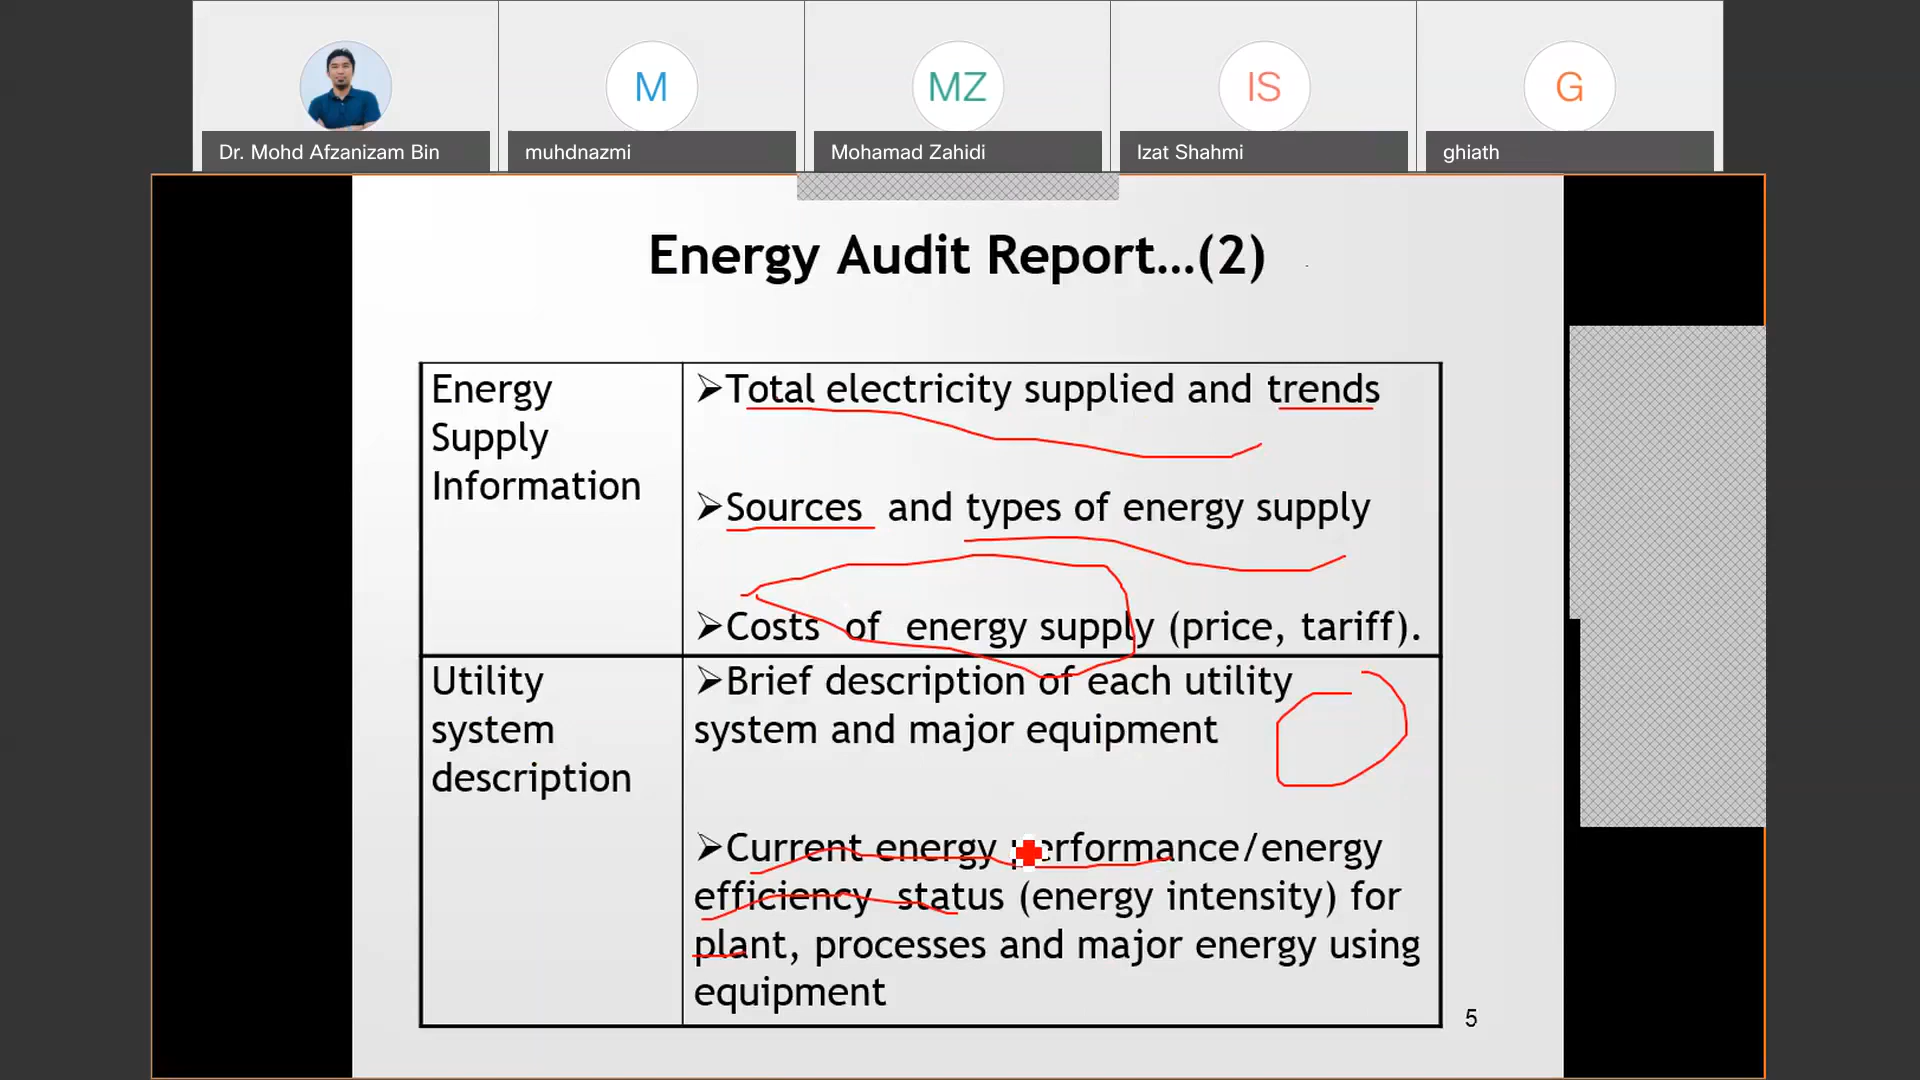 M
MZ
IS
G
Dr. Mohd Afzanizam Bin
muhdnazmi
Mohamad Zahidi
Izat Shahmi
ghiath
Energy Audit Report...(2)
Energy
Supply
Information
➢Total electricity supplied and trends
➢Sources and types of energy supply
➢Costs of energy supply (price, tariff).
Utility
system
description
➢Brief description of each utility
system and major equipment
➢Current energy performance/energy
efficiency status (energy intensity) for
plant, processes and major energy using
equipment
5